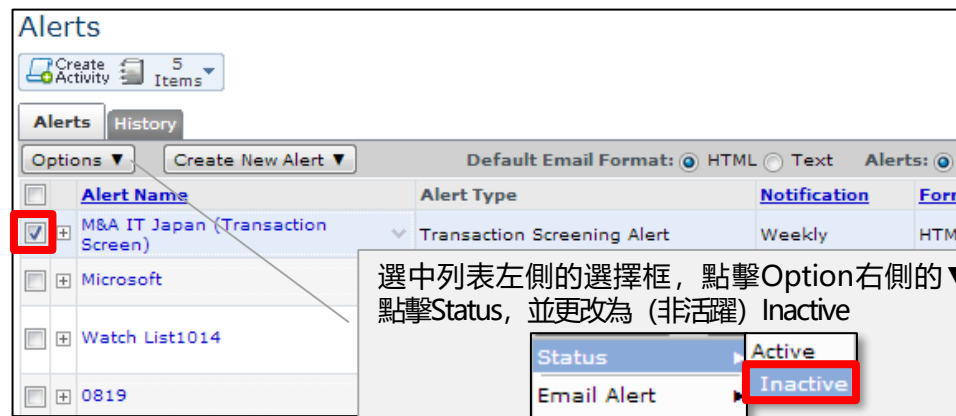 Alerts
Create Activity 5 Items
Alerts History
Options ▼ Create New Alert ▼ Default Email Format: HTML Text Alerts:
Alert Name Alert Type Notification Forr
M&A IT Japan (Transaction Screen) Transaction Screening Alert Weekly HTM
Microsoft
Watch List1014
0819
選中列表左側的選擇框，點擊Option右側的▼
點擊Status，並更改為（非活躍）Inactive
Status Active
Inactive
Email Alert